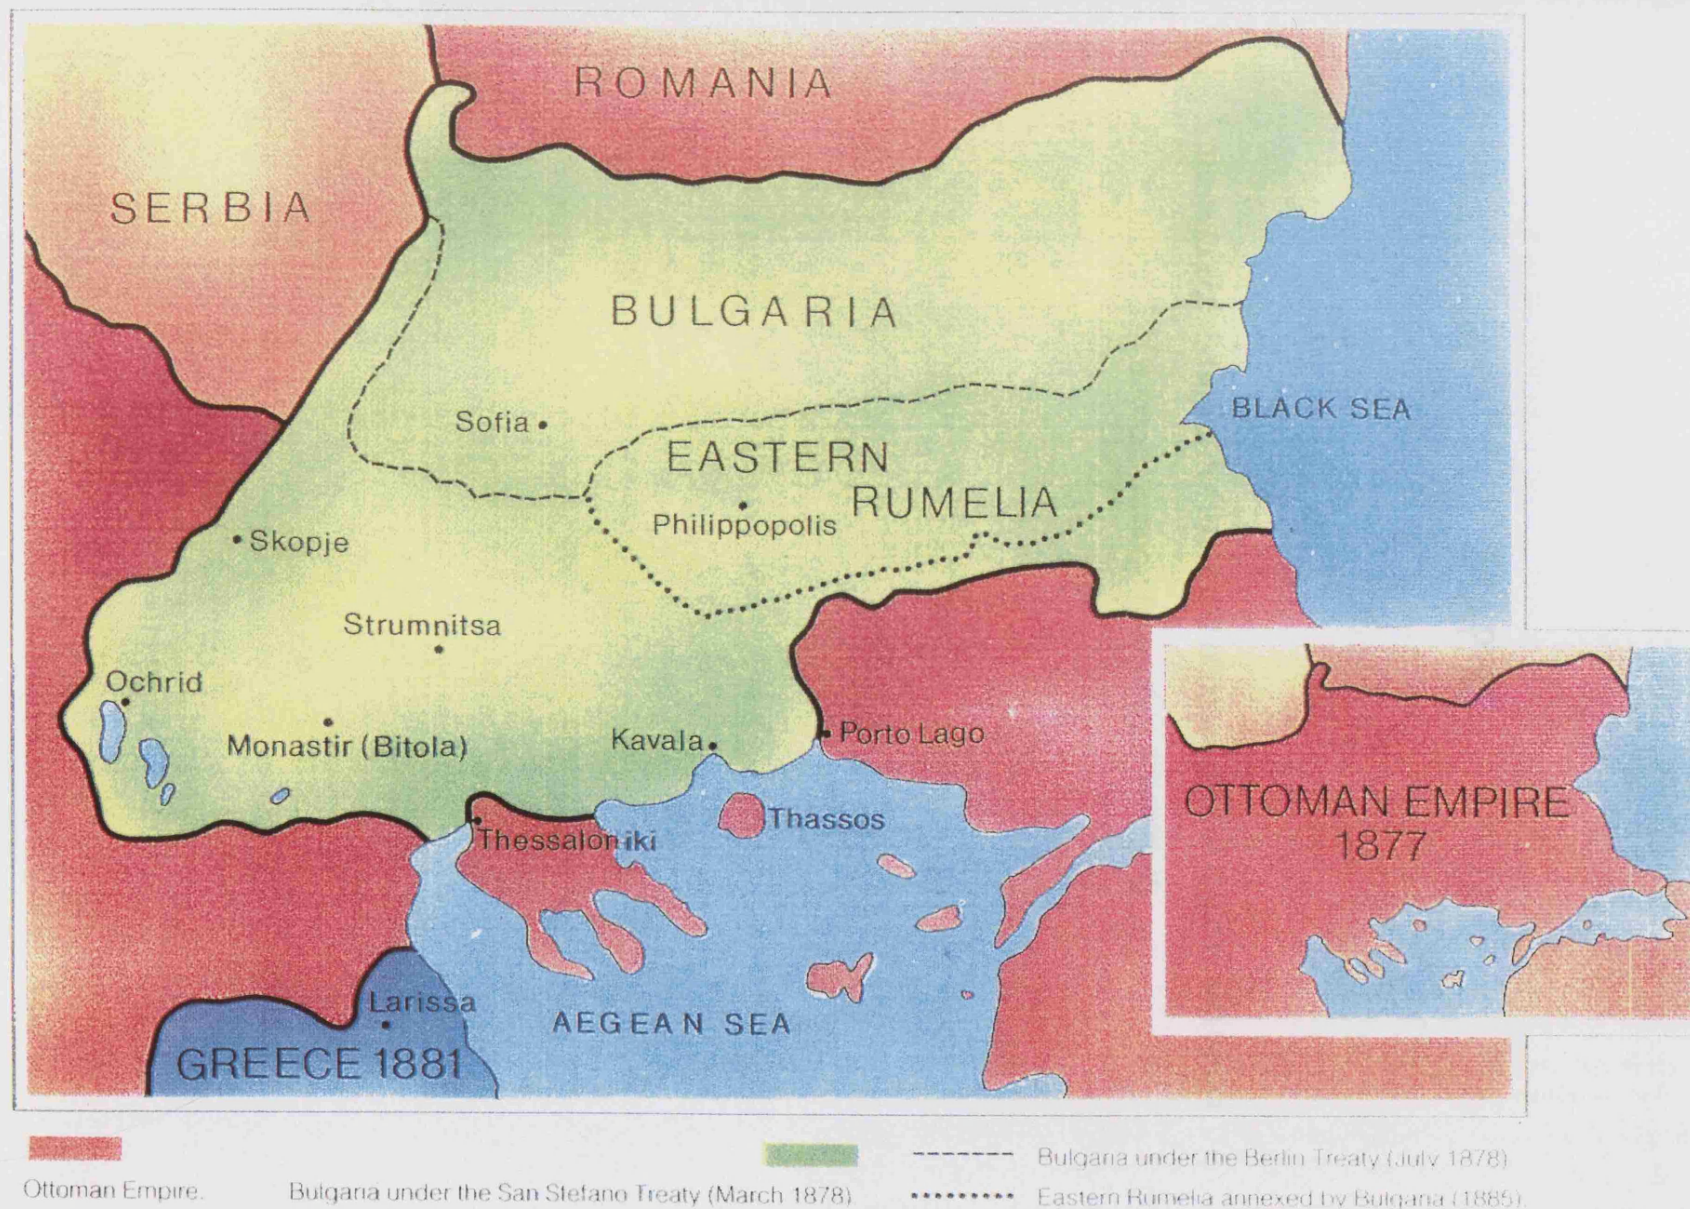 ROMANIA
SERBIA
BULGARIA
BLACK SEA
Sofia
EASTERN
RUMELIA
Philippopolis
Skopje
Strumnitsa
Ochrid
Monastir (Bitola)
Kavala
Porto Lago
Thassos
Thessaloniki
Larissa
GREECE 1881
AEGEAN SEA
OTTOMAN EMPIRE
1877
Ottoman Empire.
Bulgaria under the San Stefano Treaty (March 1878)
Bulgaria under the Berlin Treaty (July 1878)
Eastern Rumelia annexed by Bulgaria (1885).